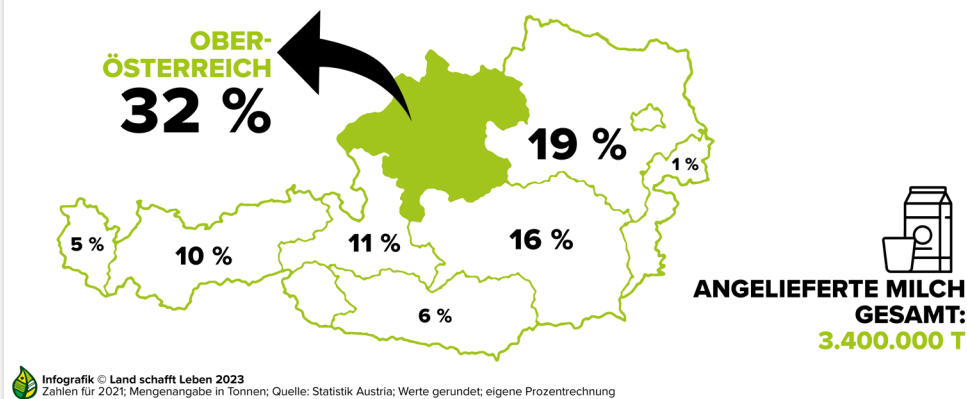 OBER-
ÖSTERREICH
32 %
19 %
1 %
5 %
10 %
11 %
16 %
6 %
ANGELIEFERTE MILCH
GESAMT:
3.400.000 T
Infografik © Land schafft Leben 2023
Zahlen für 2021; Mengenangabe in Tonnen; Quelle: Statistik Austria; Werte gerundet; eigene Prozentrechnung